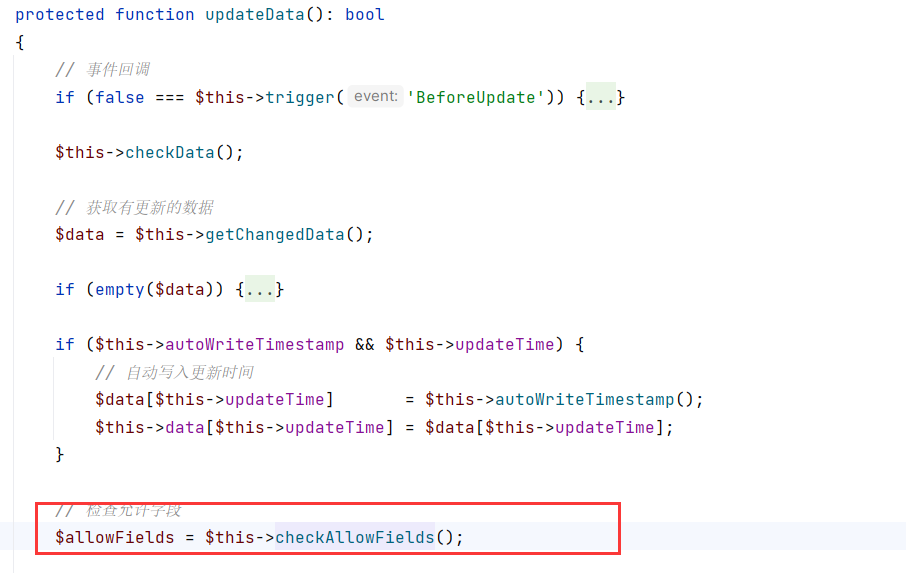 protected function updateData(): bool
{
// 事件回调
if (false === $this->trigger( event: 'BeforeUpdate')) {...}
$this->checkData();
// 获取有更新的数据
$data = $this->getChangedData();
if (empty($data)) {...}
if ($this->autoWriteTimestamp && $this->updateTime) {
// 自动写入更新时间
$data[$this->updateTime] = $this->autoWriteTimestamp();
$this->data[$this->updateTime] = $data[$this->updateTime];
}
// 检查允许字段
$allowFields = $this->checkAllowFields();